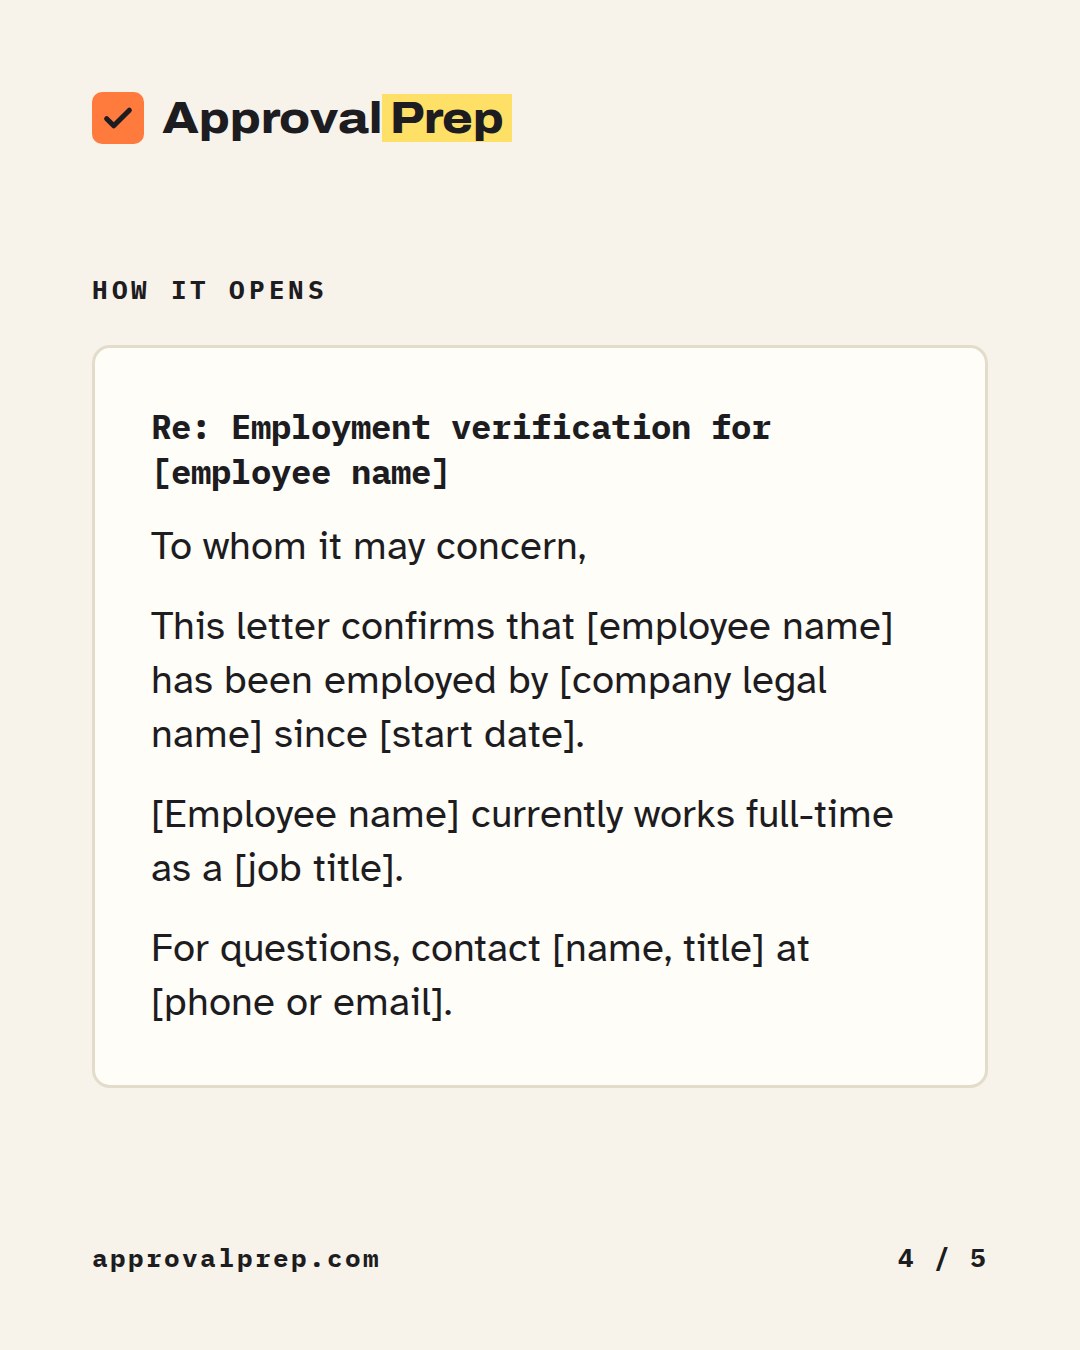 ApprovalPrep
HOW IT OPENS
Re: Employment verification for
[employee name]
To whom it may concern,
This letter confirms that [employee name]
has been employed by [company legal
name] since [start date].
[Employee name] currently works full-time
as a [job title].
For questions, contact [name, title] at
[phone or email].
approvalprep.com
4 / 5